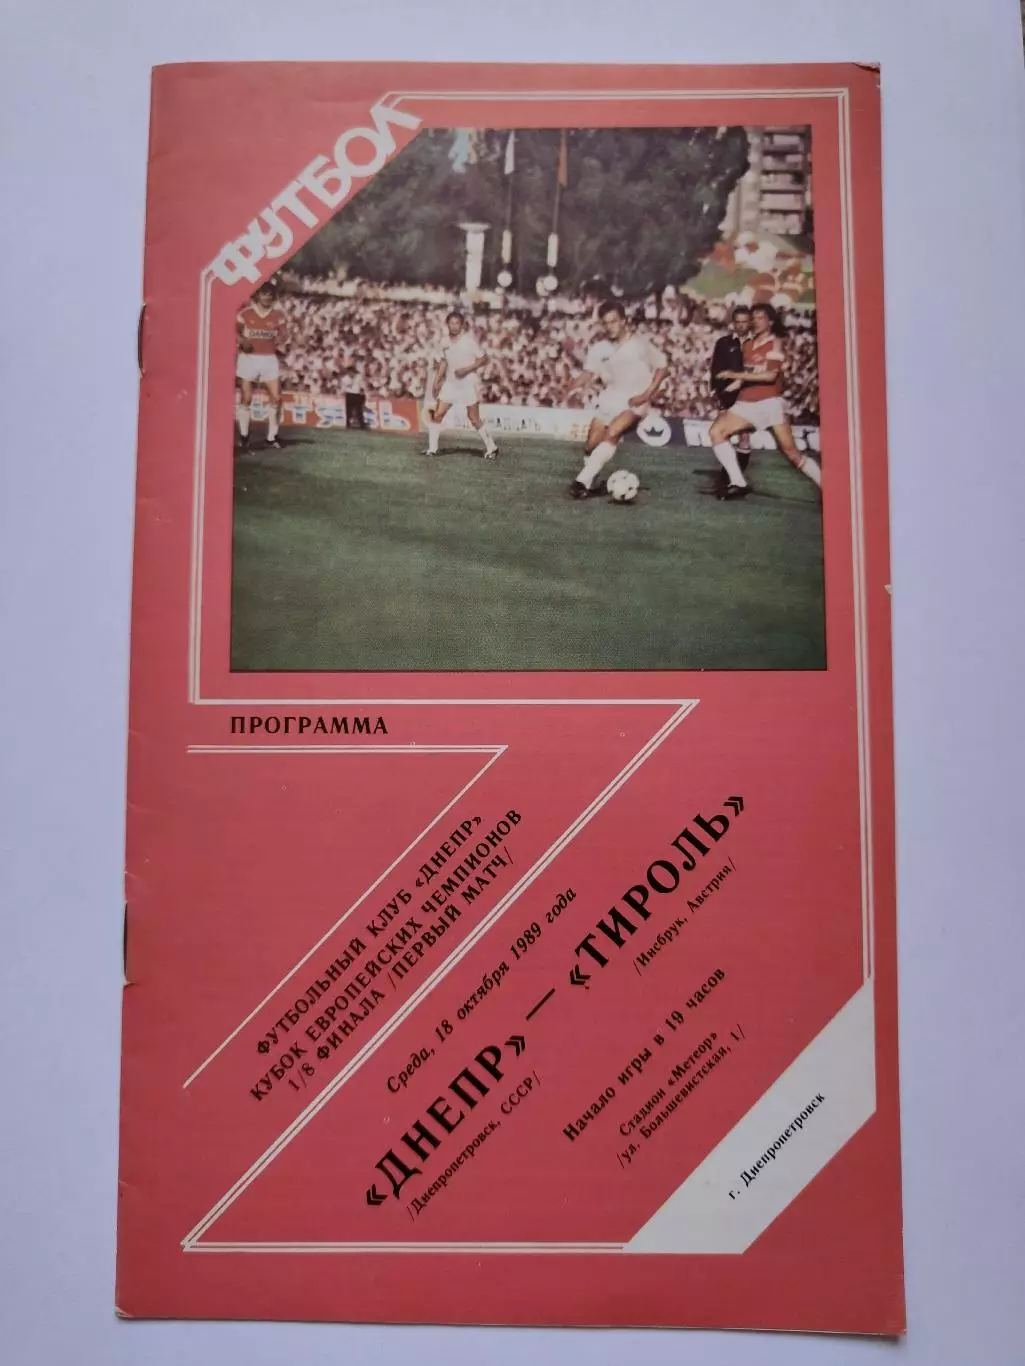 ФУТБОЛ
ПРОГРАММА
ФУТБОЛЬНЫЙ КЛУБ «ДНЕПР»
КУБОК ЕВРОПЕЙСКИХ ЧЕМПИОНОВ
1/8 ФИНАЛА /ПЕРВЫЙ МАТЧ/
Среда, 18 октября 1989 года
«ДНЕПР» — «ТИРОЛЬ»
/Днепропетровск, СССР/
/Инсбрук, Австрия/
Начало игры в 19 часов
Стадион «Метеор»
/ул. Большевистская, 1/
г. Днепропетровск